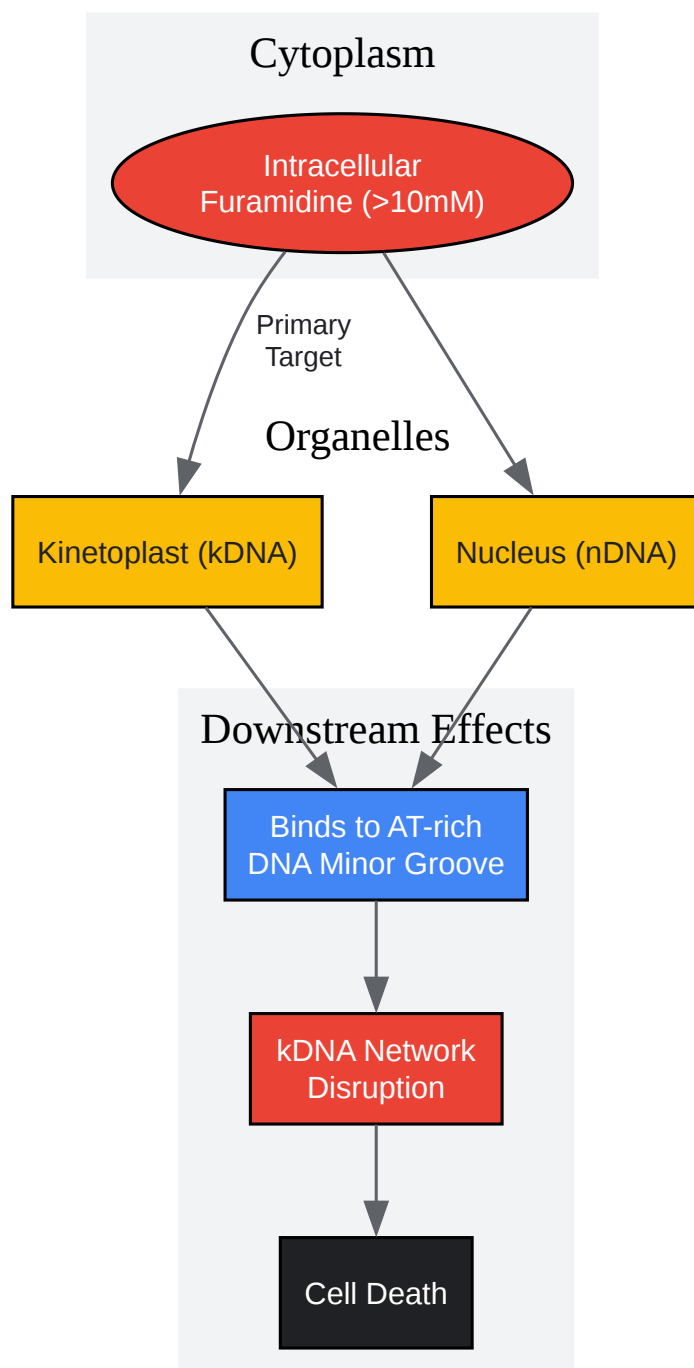 Cytoplasm
Intracellular
Furamidine (>10mM)
Primary
Target
Organelles
Kinetoplast (kDNA)
Nucleus (nDNA)
Downstream Effects
Binds to AT-rich
DNA Minor Groove
kDNA Network
Disruption
Cell Death